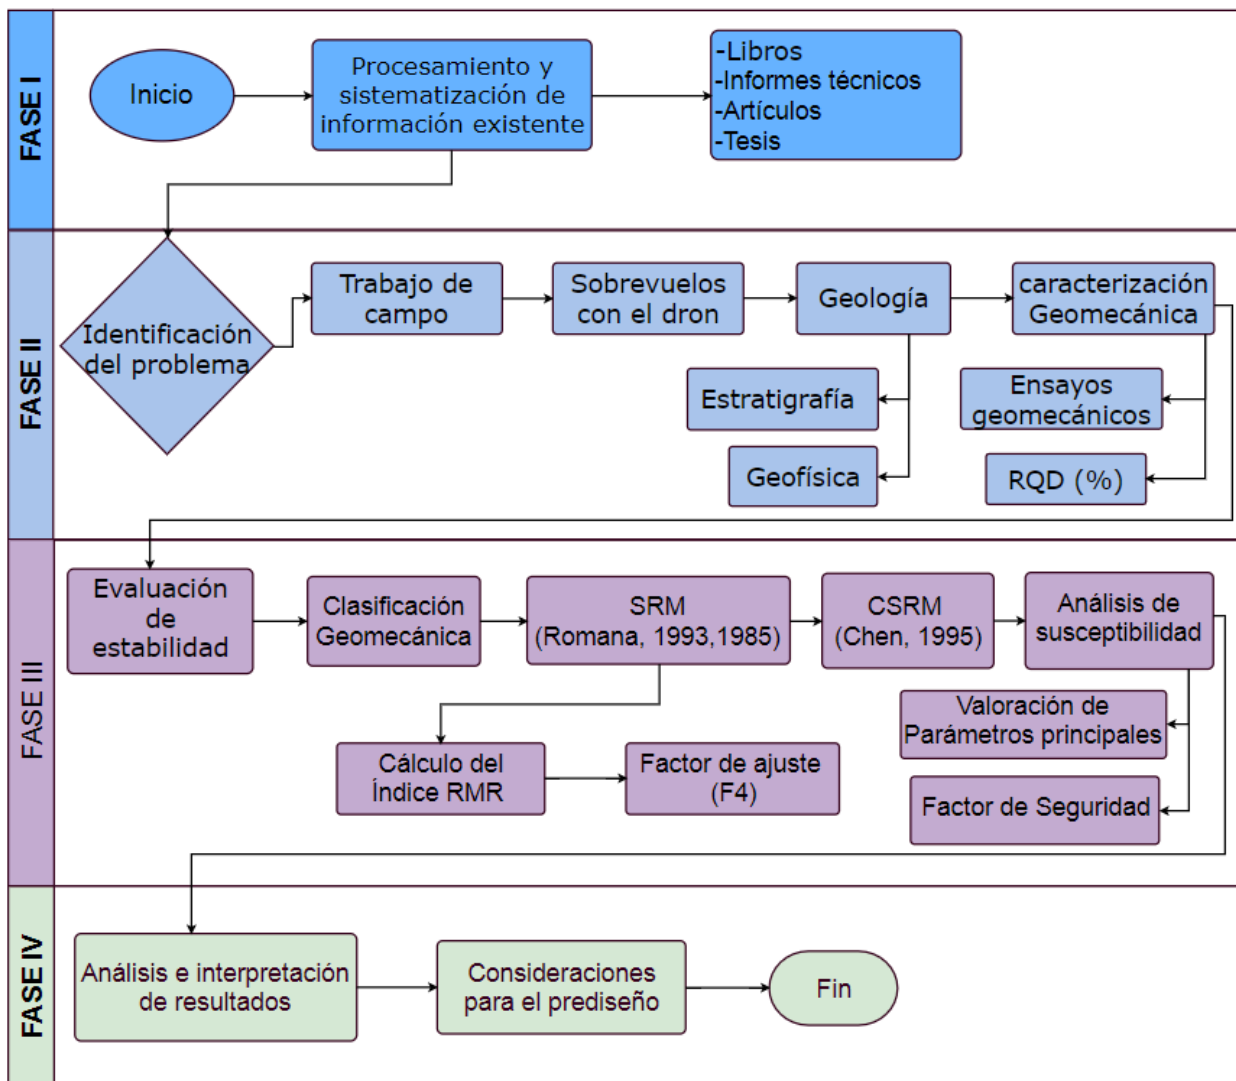 FASE I
Inicio
Procesamiento y
sistematización de
información existente
-Libros
-Informes técnicos
-Artículos
-Tesis
FASE II
Identificación
del problema
Trabajo de
campo
Sobrevuelos
con el dron
Geología
caracterización
Geomecánica
Estratigrafía
Geofísica
Ensayos
geomecánicos
RQD (%)
FASE III
Evaluación
de
estabilidad
Clasificación
Geomecánica
SRM
(Romana, 1993,1985)
CSRM
(Chen, 1995)
Análisis de
susceptibilidad
Cálculo del
Índice RMR
Factor de ajuste
(F4)
Valoración de
Parámetros principales
Factor de Seguridad
FASE IV
Análisis e interpretación
de resultados
Consideraciones
para el prediseño
Fin